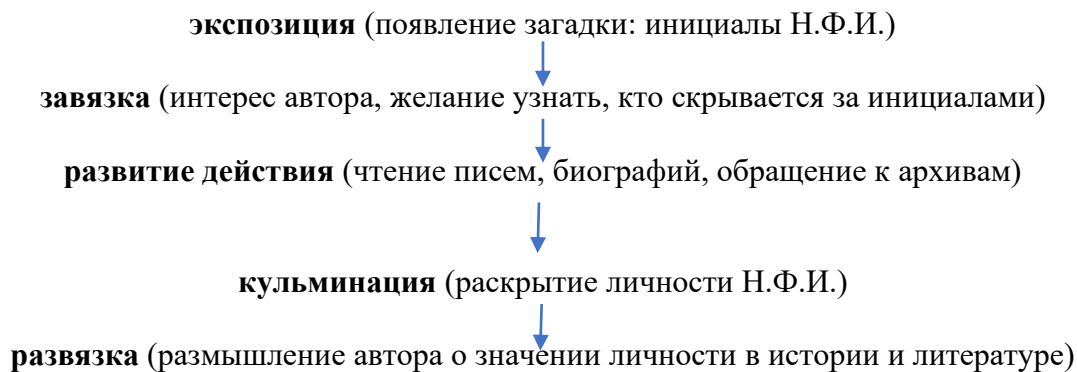 экспозиция (появление загадки: инициалы Н.Ф.И.)
завязка (интерес автора, желание узнать, кто скрывается за инициалами)
развитие действия (чтение писем, биографий, обращение к архивам)
кульминация (раскрытие личности Н.Ф.И.)
развязка (размышление автора о значении личности в истории и литературе)